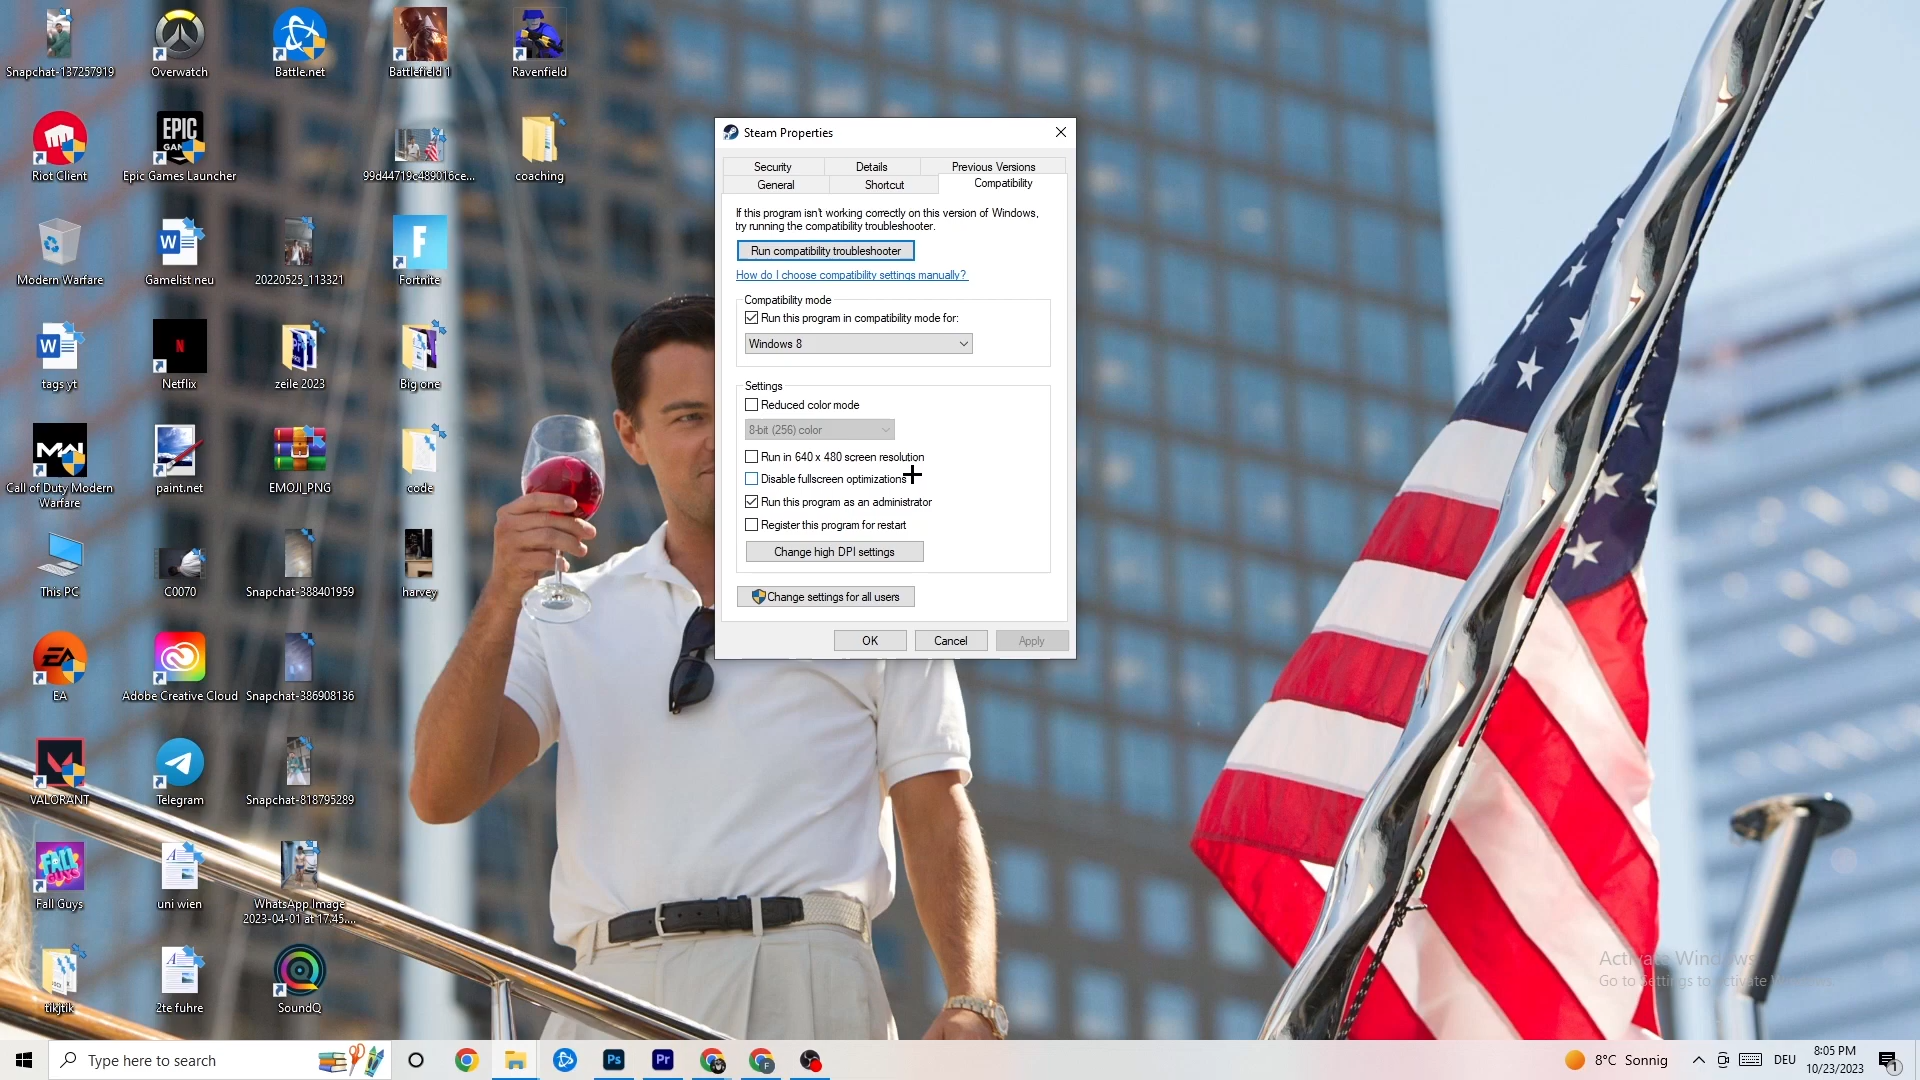 Snapchat-137257919
Overwatch
Battle.net
Battlefield 1
Ravenfield
Riot Client
EPIC
GAMES
Epic Games Launcher
99d44719c489016ce...
coaching
Modern Warfare
Gamelist neu
20220525_113321
Fortnite
tags yt
Netflix
zeile 2023
Big one
Call of Duty Modern
Warfare
paint.net
EMOJI_PNG
code
This PC
C0070
Snapchat-388401959
harvey
EA
Adobe Creative Cloud
Snapchat-386908136
VALORANT
Telegram
Snapchat-818795289
Fall Guys
uni wien
WhatsApp Image
2023-04-01 at 17.45....
tikjtik
2te fuhre
SoundQ
Steam Properties
Security
Details
Previous Versions
General
Shortcut
Compatibility
If this program isn't working correctly on this version of Windows,
try running the compatibility troubleshooter.
Run compatibility troubleshooter
How do I choose compatibility settings manually?
Compatibility mode
Run this program in compatibility mode for:
Windows 8
Settings
Reduced color mode
8-bit (256) color
Run in 640 x 480 screen resolution
Disable fullscreen optimizations
Run this program as an administrator
Register this program for restart
Change high DPI settings
Change settings for all users
OK
Cancel
Apply
Activate Windows
Go to Settings to activate Windows.
Type here to search
Ps
Pr
8°C Sonnig
DEU
8:05 PM
10/23/2023
1